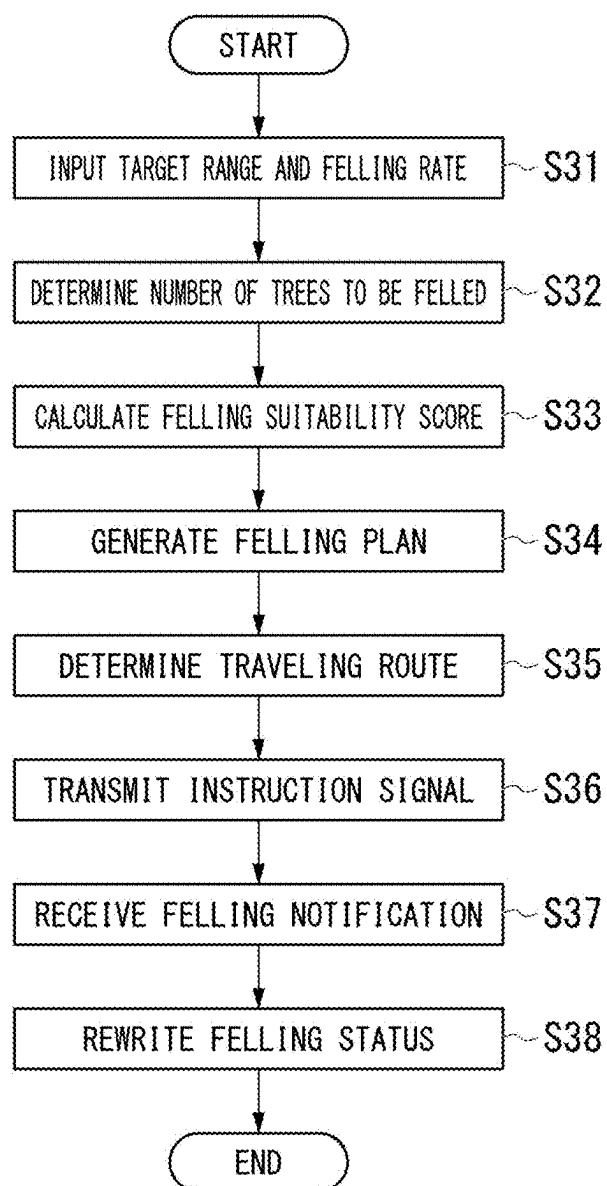 START
INPUT TARGET RANGE AND FELLING RATE S31
DETERMINE NUMBER OF TREES TO BE FELLED S32
CALCULATE FELLING SUITABILITY SCORE S33
GENERATE FELLING PLAN S34
DETERMINE TRAVELING ROUTE S35
TRANSMIT INSTRUCTION SIGNAL S36
RECEIVE FELLING NOTIFICATION S37
REWRITE FELLING STATUS S38
END